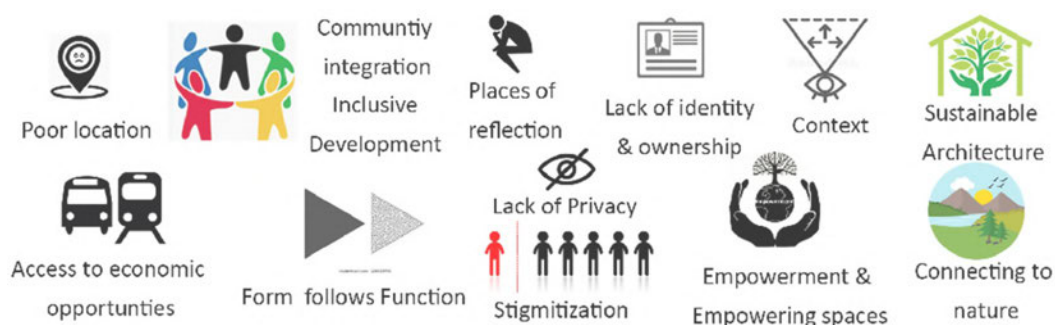 Poor location
Communtiy
integration
Inclusive
Development
Places of
reflection
Lack of identity
& ownership
Context
Sustainable
Architecture
Access to economic
opportunties
Form follows Function
Lack of Privacy
Stigmitization
Empowerment &
Empowering spaces
Connecting to
nature